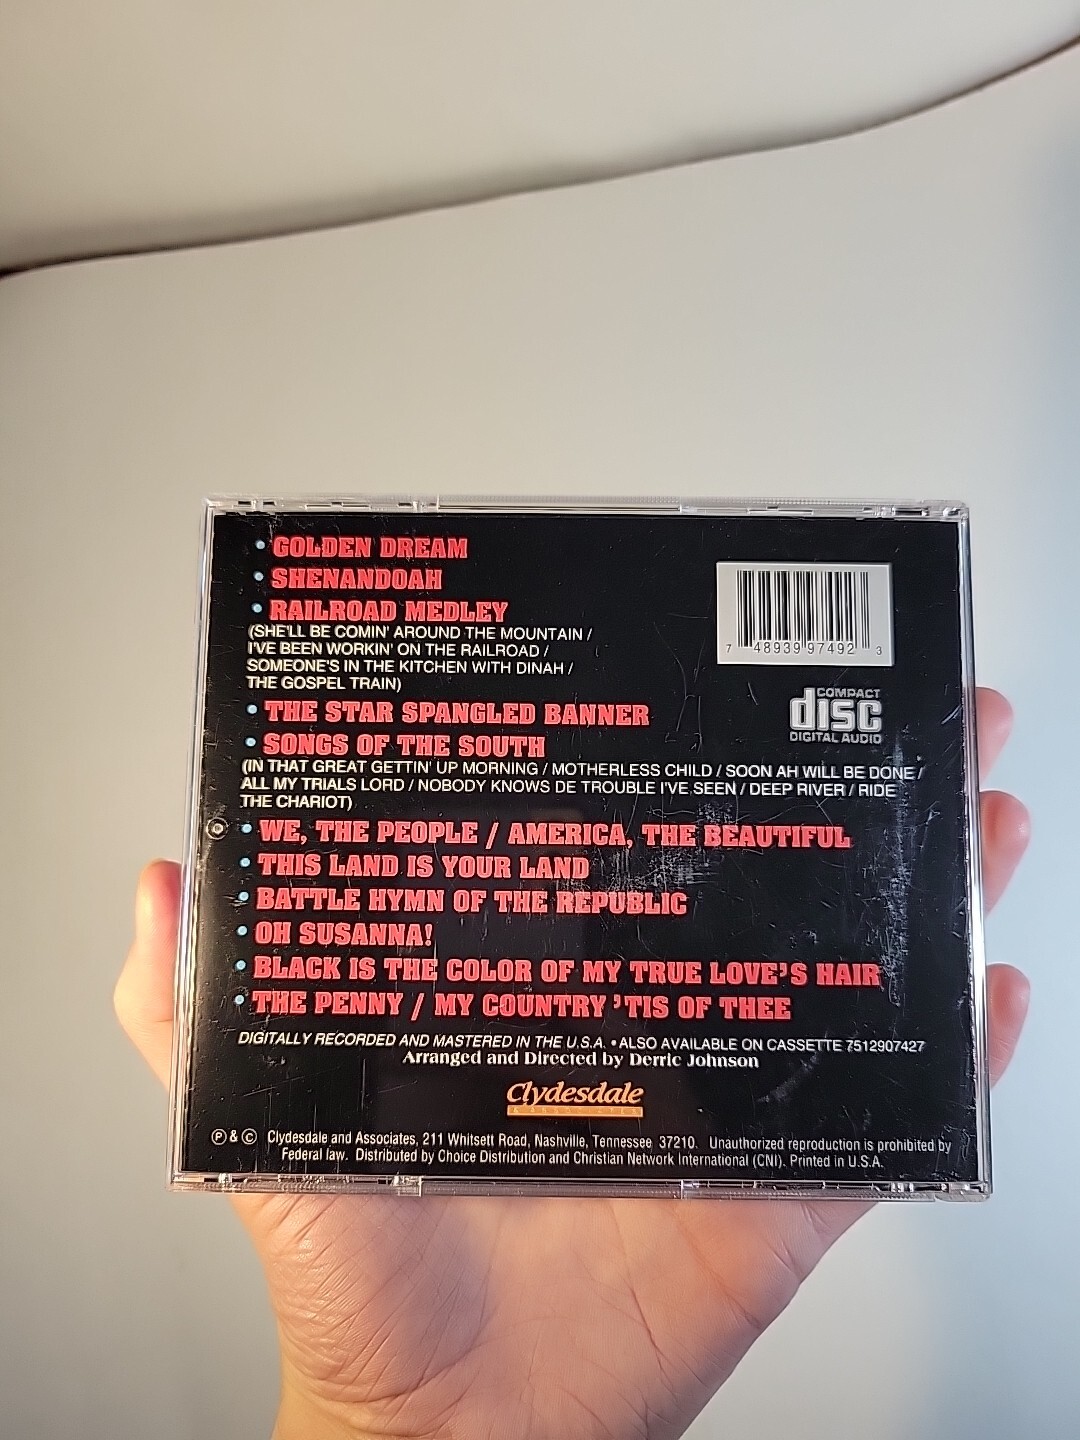 • GOLDEN DREAM
• SHENANDOAH
• RAILROAD MEDLEY
(SHE'LL BE COMIN' AROUND THE MOUNTAIN /
I'VE BEEN WORKIN' ON THE RAILROAD /
SOMEONE'S IN THE KITCHEN WITH DINAH /
THE GOSPEL TRAIN)
7 48939 97492 3
COMPACT
disc
DIGITAL AUDIO
• THE STAR SPANGLED BANNER
• SONGS OF THE SOUTH
(IN THAT GREAT GETTIN' UP MORNING / MOTHERLESS CHILD / SOON AH WILL BE DONE /
ALL MY TRIALS LORD / NOBODY KNOWS DE TROUBLE I'VE SEEN / DEEP RIVER / RIDE
THE CHARIOT)
• WE, THE PEOPLE / AMERICA, THE BEAUTIFUL
• THIS LAND IS YOUR LAND
• BATTLE HYMN OF THE REPUBLIC
• OH SUSANNA!
• BLACK IS THE COLOR OF MY TRUE LOVE'S HAIR
• THE PENNY / MY COUNTRY 'TIS OF THEE
DIGITALLY RECORDED AND MASTERED IN THE U.S.A. • ALSO AVAILABLE ON CASSETTE 7512907427
Arranged and Directed by Derric Johnson
Clydesdale
& ASSOCIATES
Ⓟ & © Clydesdale and Associates, 211 Whitsett Road, Nashville, Tennessee 37210. Unauthorized reproduction is prohibited by
Federal law. Distributed by Choice Distribution and Christian Network International (CNI). Printed in U.S.A.